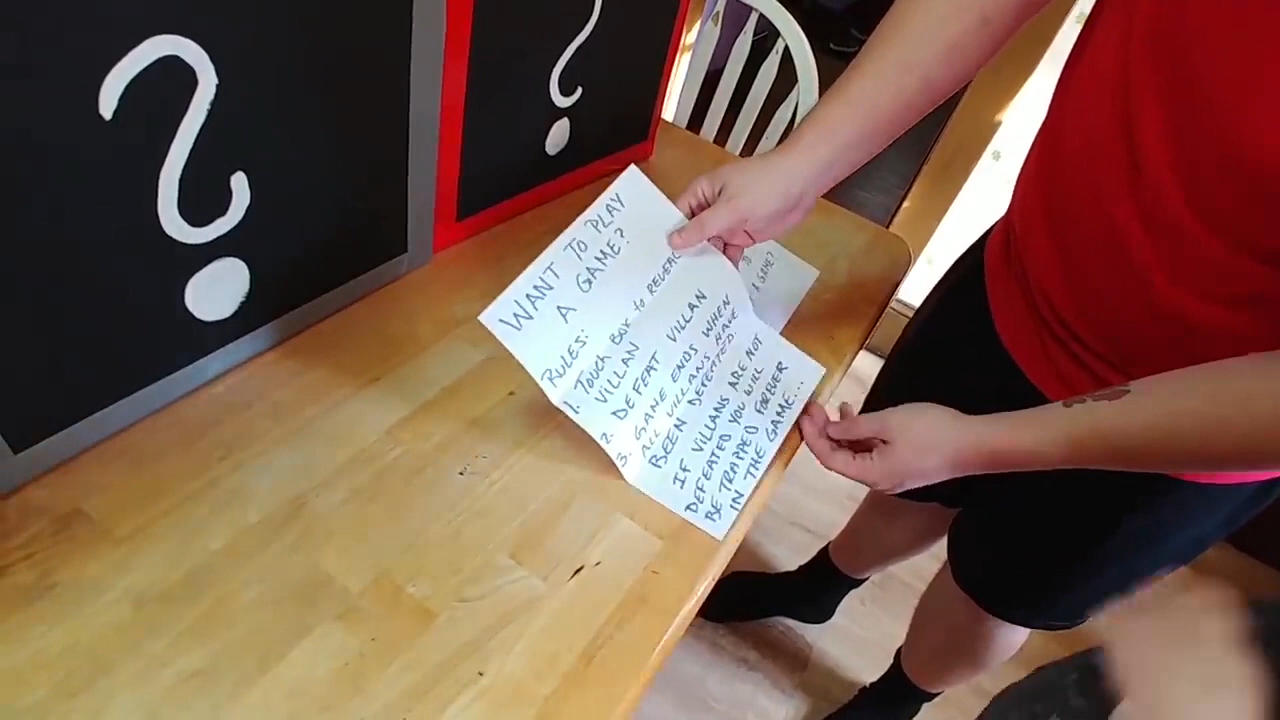 ?
?
WANT TO PLAY
A GAME?
RULES:
1. TOUCH BOX to REVEAL
VILLAN
2. DEFEAT VILLAN
3. GAME ENDS WHEN
ALL VILLANS HAVE
BEEN DEFEATED.
IF VILLANS ARE NOT
DEFEATED YOU WILL
BE TRAPPED FOREVER
IN THE GAME...
A GAME?